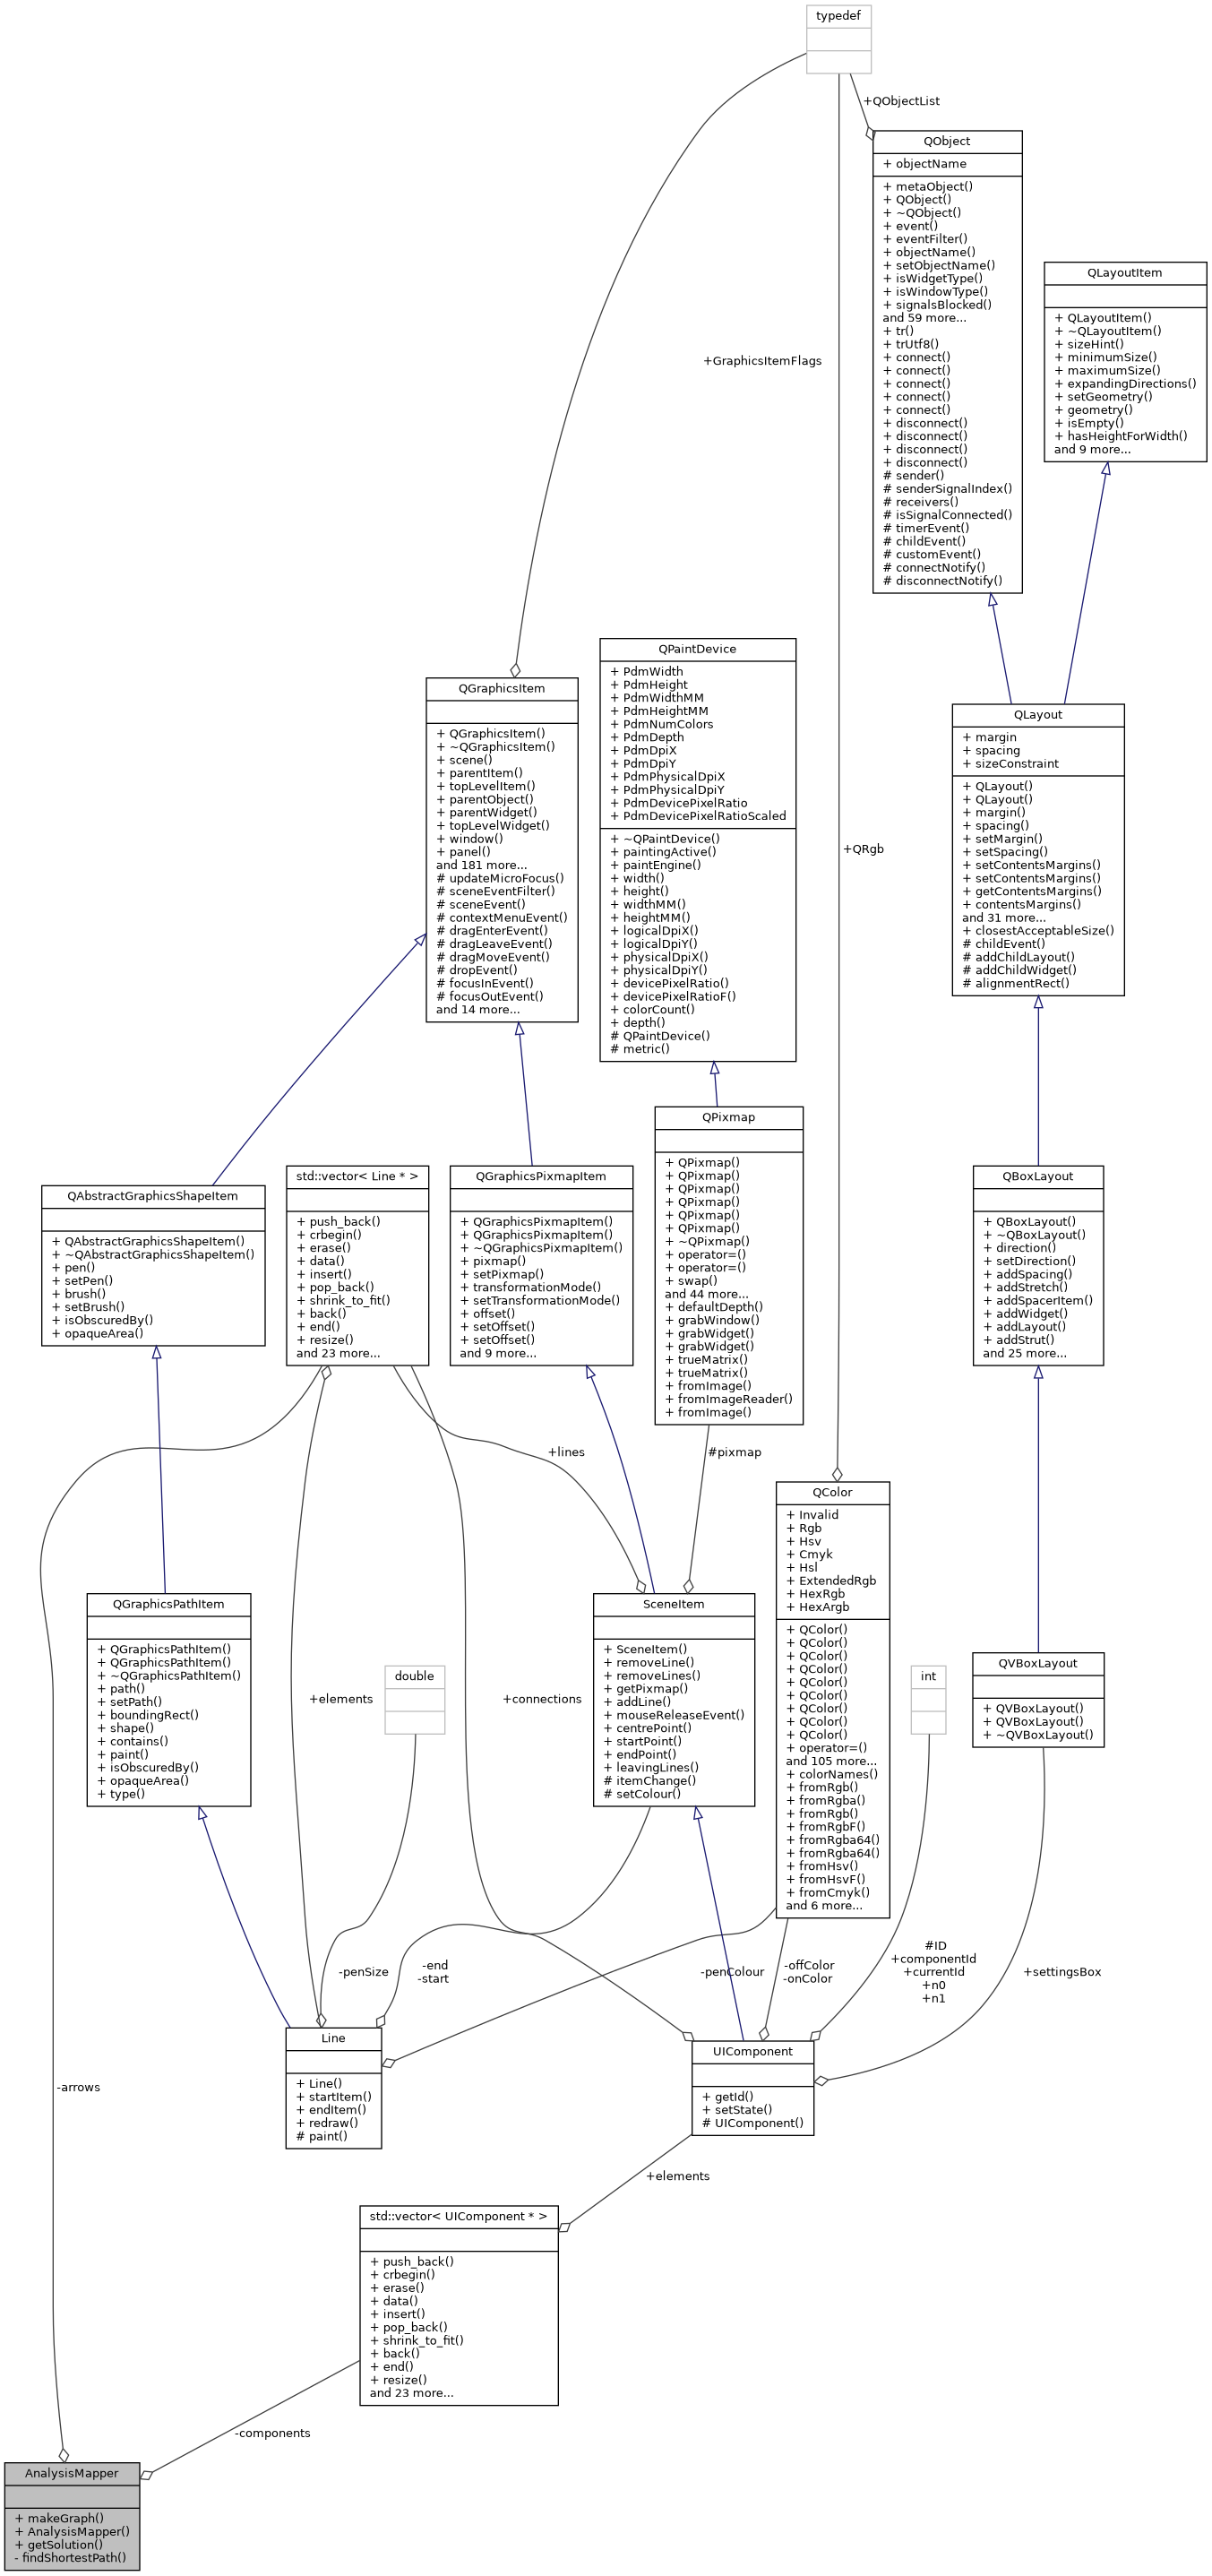 typedef
+QObjectList
QObject
+ objectName
+ metaObject()
+ QObject()
+ ~QObject()
+ event()
+ eventFilter()
+ objectName()
+ setObjectName()
+ isWidgetType()
+ isWindowType()
+ signalsBlocked()
and 59 more...
+ tr()
+ trUtf8()
+ connect()
+ connect()
+ connect()
+ connect()
+ connect()
+ disconnect()
+ disconnect()
+ disconnect()
+ disconnect()
# sender()
# senderSignalIndex()
# receivers()
# isSignalConnected()
# timerEvent()
# childEvent()
# customEvent()
# connectNotify()
# disconnectNotify()
QLayoutItem
+ QLayoutItem()
+ ~QLayoutItem()
+ sizeHint()
+ minimumSize()
+ maximumSize()
+ expandingDirections()
+ setGeometry()
+ geometry()
+ isEmpty()
+ hasHeightForWidth()
and 9 more...
+GraphicsItemFlags
QGraphicsItem
+ QGraphicsItem()
+ ~QGraphicsItem()
+ scene()
+ parentItem()
+ topLevelItem()
+ parentObject()
+ parentWidget()
+ topLevelWidget()
+ window()
+ panel()
and 181 more...
# updateMicroFocus()
# sceneEventFilter()
# sceneEvent()
# contextMenuEvent()
# dragEnterEvent()
# dragLeaveEvent()
# dragMoveEvent()
# dropEvent()
# focusInEvent()
# focusOutEvent()
and 14 more...
QPaintDevice
+ PdmWidth
+ PdmHeight
+ PdmWidthMM
+ PdmHeightMM
+ PdmNumColors
+ PdmDepth
+ PdmDpiX
+ PdmDpiY
+ PdmPhysicalDpiX
+ PdmPhysicalDpiY
+ PdmDevicePixelRatio
+ PdmDevicePixelRatioScaled
+ ~QPaintDevice()
+ paintingActive()
+ paintEngine()
+ width()
+ height()
+ widthMM()
+ heightMM()
+ logicalDpiX()
+ logicalDpiY()
+ physicalDpiX()
+ physicalDpiY()
+ devicePixelRatio()
+ devicePixelRatioF()
+ colorCount()
+ depth()
# QPaintDevice()
# metric()
+QRgb
QLayout
+ margin
+ spacing
+ sizeConstraint
+ QLayout()
+ QLayout()
+ margin()
+ spacing()
+ setMargin()
+ setSpacing()
+ setContentsMargins()
+ setContentsMargins()
+ getContentsMargins()
+ contentsMargins()
and 31 more...
+ closestAcceptableSize()
# childEvent()
# addChildLayout()
# addChildWidget()
# alignmentRect()
QAbstractGraphicsShapeItem
+ QAbstractGraphicsShapeItem()
+ ~QAbstractGraphicsShapeItem()
+ pen()
+ setPen()
+ brush()
+ setBrush()
+ isObscuredBy()
+ opaqueArea()
std::vector< Line * >
+ push_back()
+ crbegin()
+ erase()
+ data()
+ insert()
+ pop_back()
+ shrink_to_fit()
+ back()
+ end()
+ resize()
and 23 more...
QGraphicsPixmapItem
+ QGraphicsPixmapItem()
+ QGraphicsPixmapItem()
+ ~QGraphicsPixmapItem()
+ pixmap()
+ setPixmap()
+ transformationMode()
+ setTransformationMode()
+ offset()
+ setOffset()
+ setOffset()
and 9 more...
QPixmap
+ QPixmap()
+ QPixmap()
+ QPixmap()
+ QPixmap()
+ QPixmap()
+ QPixmap()
+ ~QPixmap()
+ operator=()
+ operator=()
+ swap()
and 44 more...
+ defaultDepth()
+ grabWindow()
+ grabWidget()
+ grabWidget()
+ trueMatrix()
+ trueMatrix()
+ fromImage()
+ fromImageReader()
+ fromImage()
QBoxLayout
+ QBoxLayout()
+ ~QBoxLayout()
+ direction()
+ setDirection()
+ addSpacing()
+ addStretch()
+ addSpacerItem()
+ addWidget()
+ addLayout()
+ addStrut()
and 25 more...
+lines
#pixmap
QColor
+ Invalid
+ Rgb
+ Hsv
+ Cmyk
+ Hsl
+ ExtendedRgb
+ HexRgb
+ HexArgb
+ QColor()
+ QColor()
+ QColor()
+ QColor()
+ QColor()
+ QColor()
+ QColor()
+ QColor()
+ QColor()
+ operator=()
and 105 more...
+ colorNames()
+ fromRgb()
+ fromRgba()
+ fromRgb()
+ fromRgbF()
+ fromRgba64()
+ fromRgba64()
+ fromHsv()
+ fromHsvF()
+ fromCmyk()
and 6 more...
QGraphicsPathItem
+ QGraphicsPathItem()
+ QGraphicsPathItem()
+ ~QGraphicsPathItem()
+ path()
+ setPath()
+ boundingRect()
+ shape()
+ contains()
+ paint()
+ isObscuredBy()
+ opaqueArea()
+ type()
+elements
double
+connections
SceneItem
+ SceneItem()
+ removeLine()
+ removeLines()
+ getPixmap()
+ addLine()
+ mouseReleaseEvent()
+ centrePoint()
+ startPoint()
+ endPoint()
+ leavingLines()
# itemChange()
# setColour()
int
QVBoxLayout
+ QVBoxLayout()
+ QVBoxLayout()
+ ~QVBoxLayout()
-penSize
-end
-start
-penColour
-offColor
-onColor
#ID
+componentId
+currentId
+n0
+n1
+settingsBox
Line
+ Line()
+ startItem()
+ endItem()
+ redraw()
# paint()
UIComponent
+ getId()
+ setState()
# UIComponent()
-arrows
+elements
std::vector< UIComponent * >
+ push_back()
+ crbegin()
+ erase()
+ data()
+ insert()
+ pop_back()
+ shrink_to_fit()
+ back()
+ end()
+ resize()
and 23 more...
-components
AnalysisMapper
+ makeGraph()
+ AnalysisMapper()
+ getSolution()
- findShortestPath()